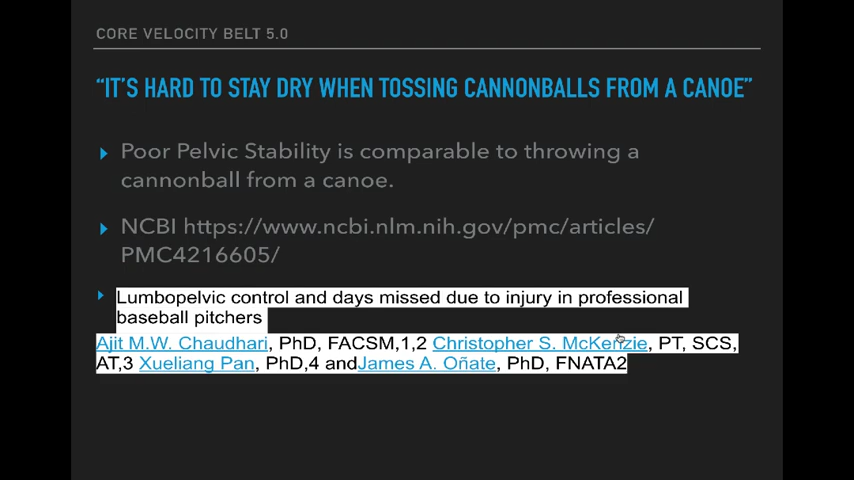 CORE VELOCITY BELT 5.0
“IT’S HARD TO STAY DRY WHEN TOSSING CANNONBALLS FROM A CANOE”
Poor Pelvic Stability is comparable to throwing a
cannonball from a canoe.
NCBI https://www.ncbi.nlm.nih.gov/pmc/articles/
PMC4216605/
Lumbopelvic control and days missed due to injury in professional
baseball pitchers
Ajit M.W. Chaudhari, PhD, FACSM,1,2 Christopher S. McKenzie, PT, SCS,
AT,3 Xueliang Pan, PhD,4 andJames A. Oñate, PhD, FNATA2